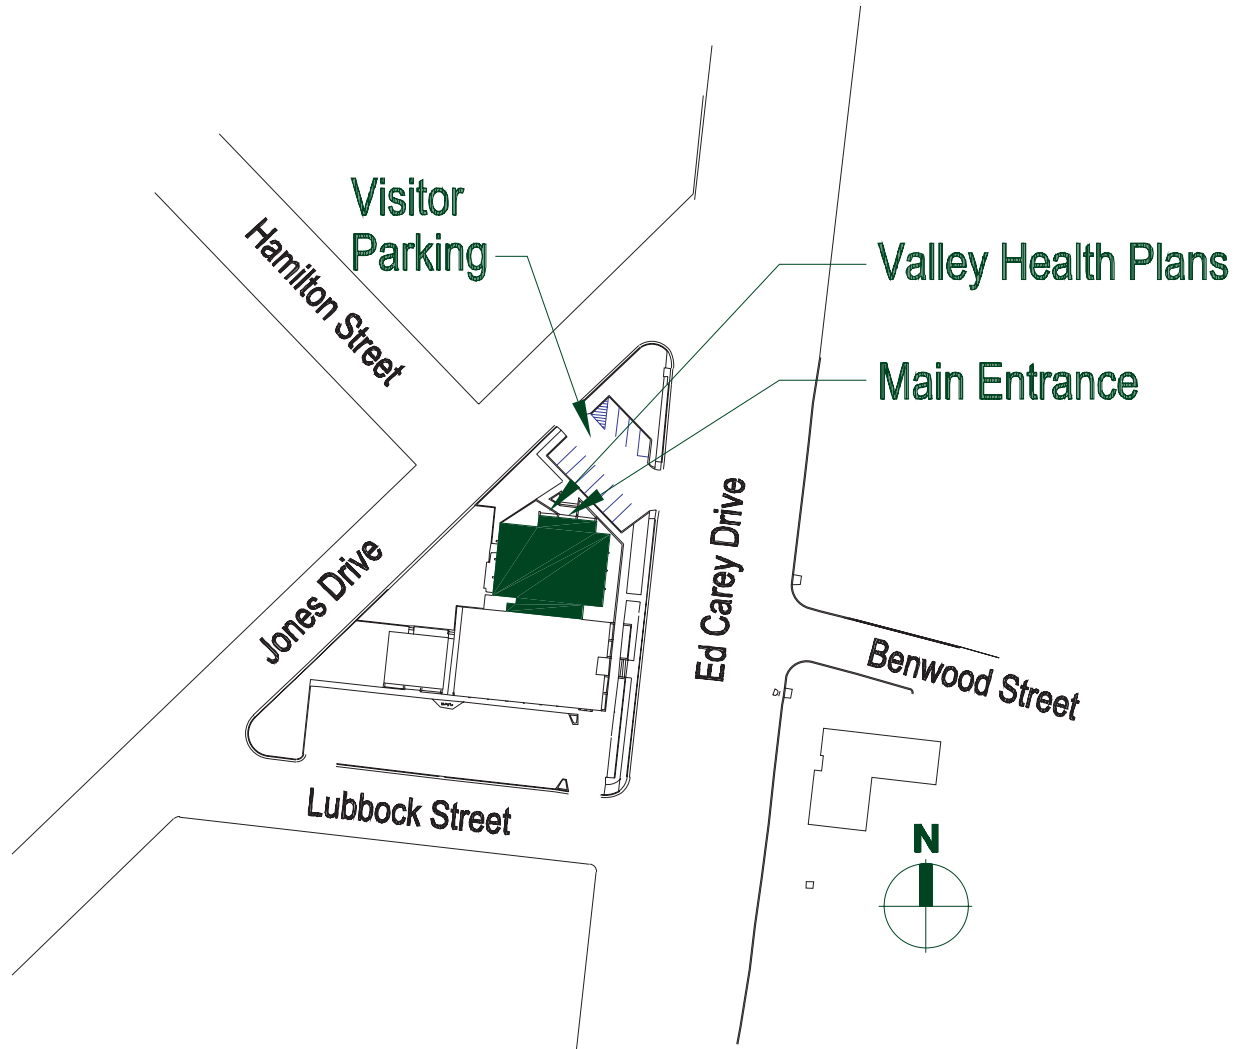 Visitor
Parking
Hamilton Street
Valley Health Plans
Main Entrance
Jones Drive
Ed Carey Drive
Benwood Street
Lubbock Street
N